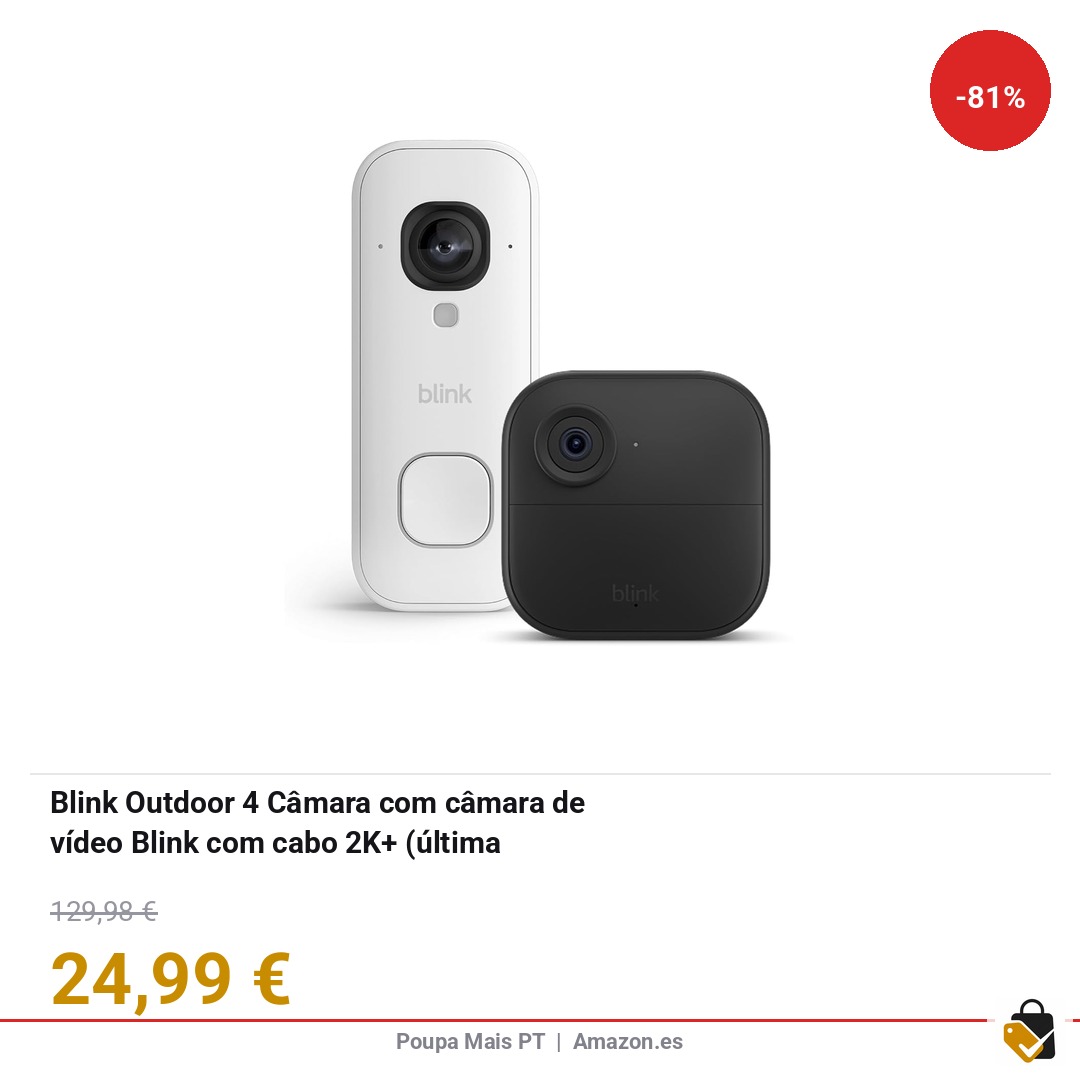 -81%
blink
blink
Blink Outdoor 4 Câmara com câmara de
vídeo Blink com cabo 2K+ (última
129,98 €
24,99 €
Poupa Mais PT | Amazon.es